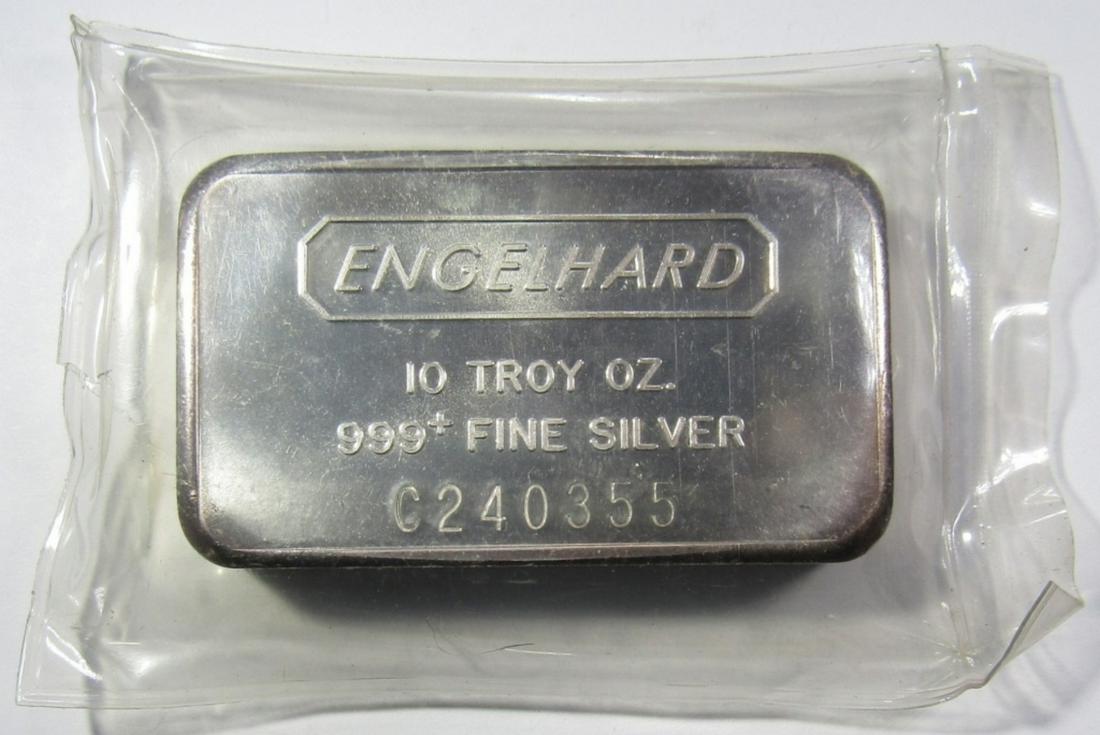 ENGELHARD
10 TROY OZ.
999+ FINE SILVER
C240355